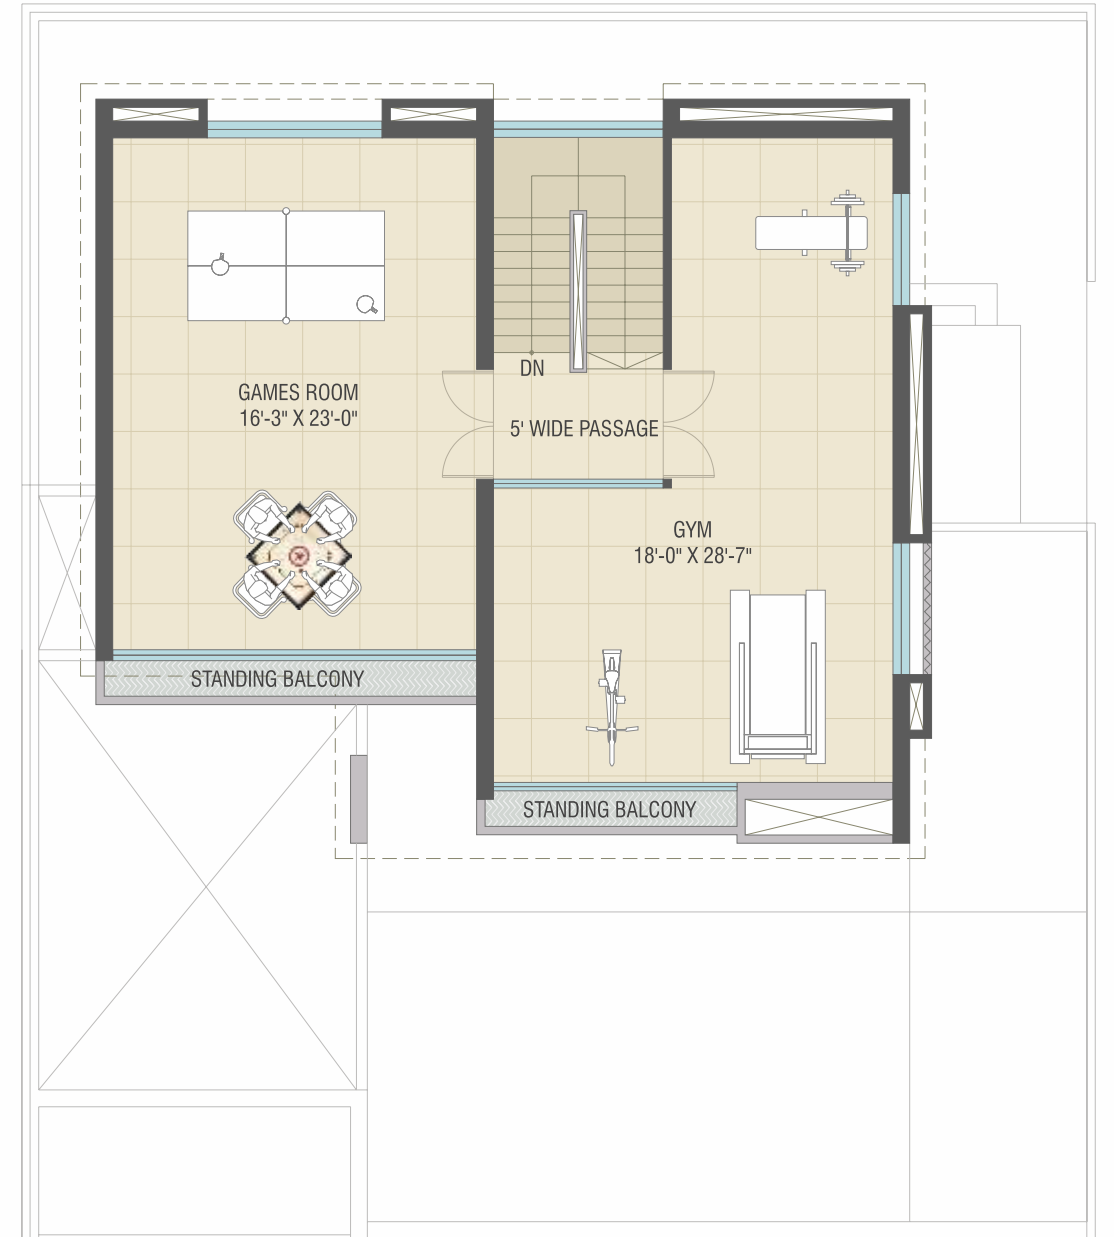 DN
GAMES ROOM
16'-3" X 23'-0"
5' WIDE PASSAGE
GYM
18'-0" X 28'-7"
STANDING BALCONY
STANDING BALCONY